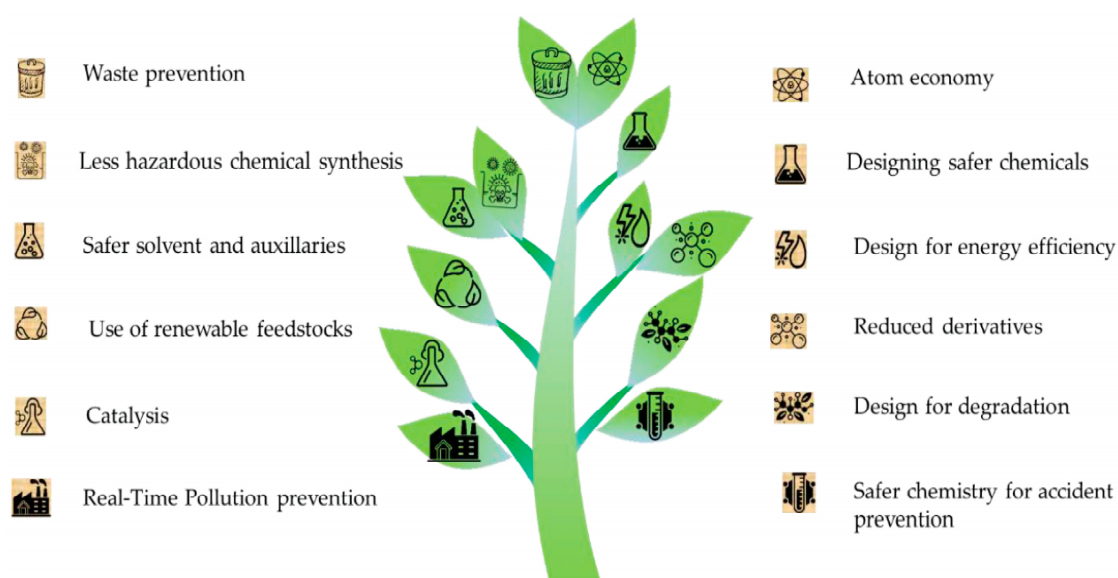 Waste prevention
Atom economy
Less hazardous chemical synthesis
Designing safer chemicals
Safer solvent and auxillaries
Design for energy efficiency
Use of renewable feedstocks
Reduced derivatives
Catalysis
Design for degradation
Real-Time Pollution prevention
Safer chemistry for accident
prevention